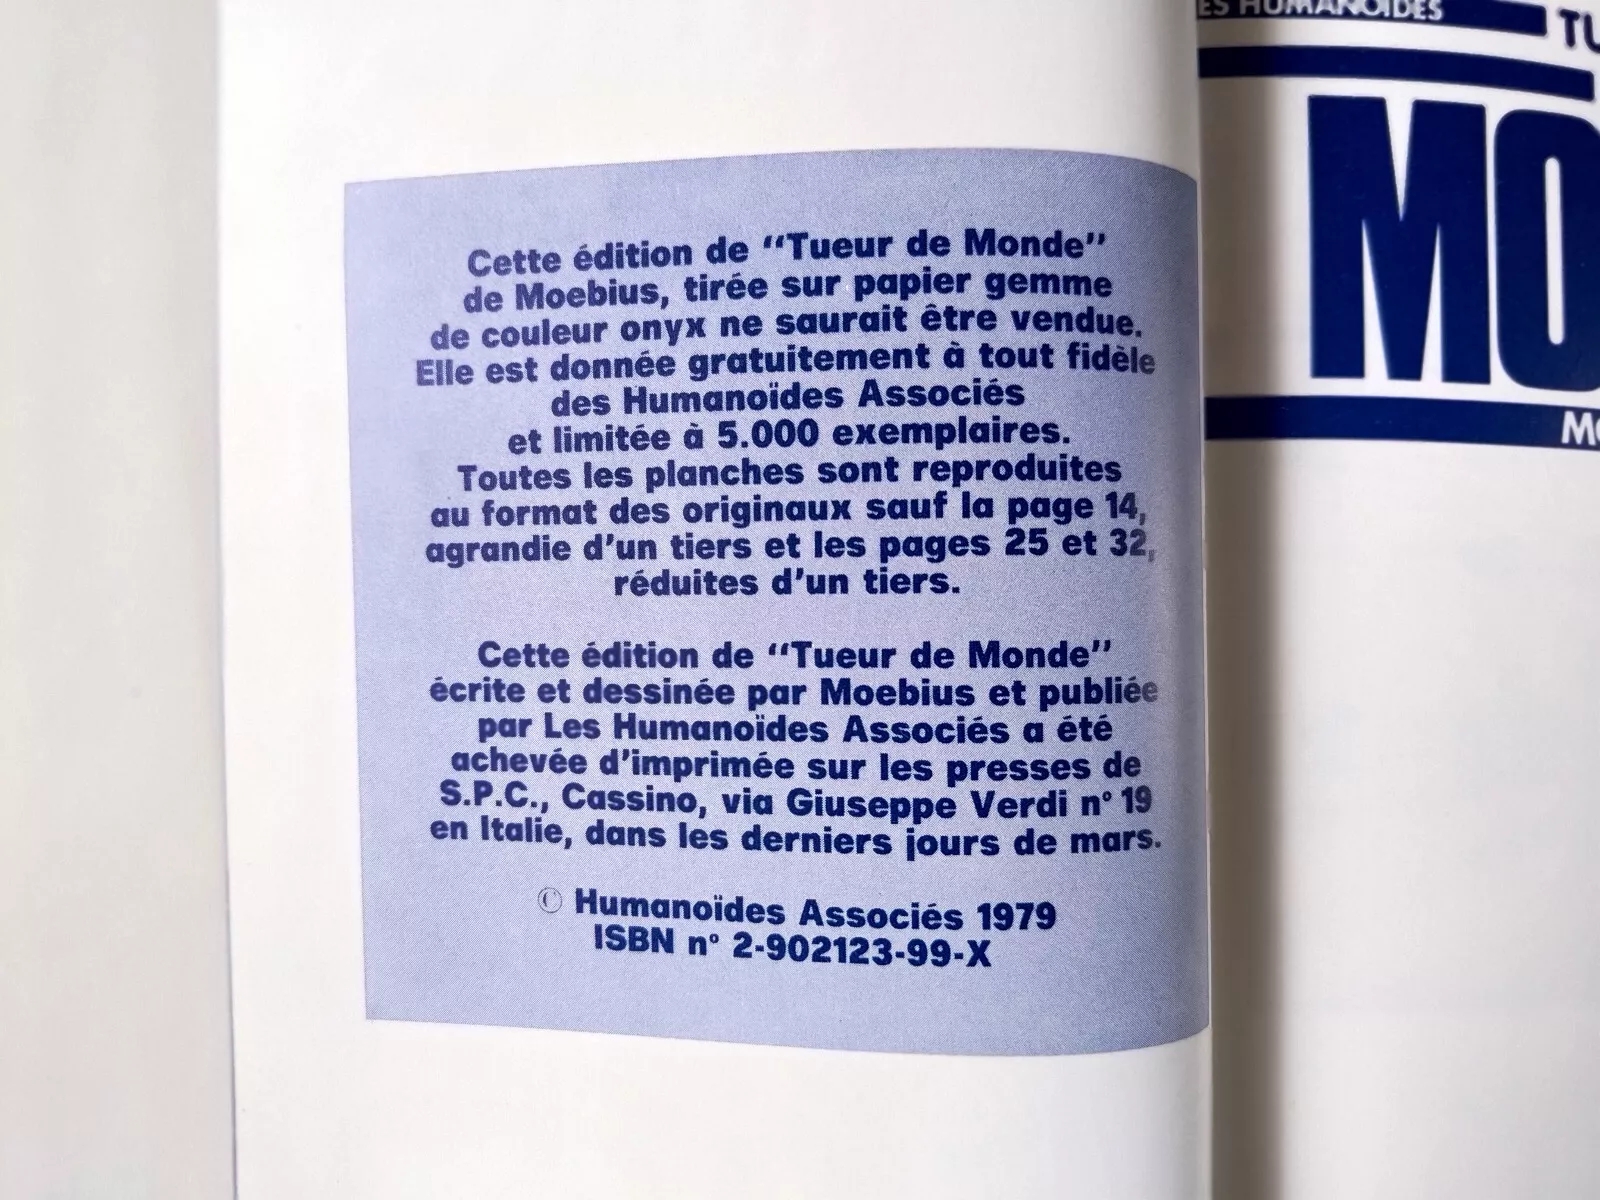 Cette édition de “Tueur de Monde”
de Moebius, tirée sur papier gemme
de couleur onyx ne saurait être vendue.
Elle est donnée gratuitement à tout fidèle
des Humanoïdes Associés
et limitée à 5.000 exemplaires.
Toutes les planches sont reproduites
au format des originaux sauf la page 14,
agrandie d'un tiers et les pages 25 et 32,
réduites d'un tiers.
Cette édition de “Tueur de Monde”
écrite et dessinée par Moebius et publiée
par Les Humanoïdes Associés a été
achevée d'imprimée sur les presses de
S.P.C., Cassino, via Giuseppe Verdi n° 19
en Italie, dans les derniers jours de mars.
© Humanoïdes Associés 1979
ISBN n° 2-902123-99-X
HUMANOIDES